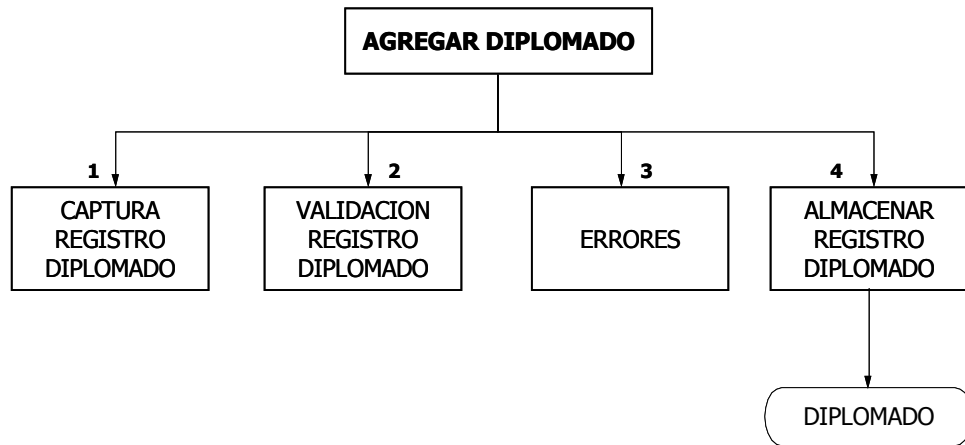 AGREGAR DIPLOMADO
1
2
3
4
CAPTURA
REGISTRO
DIPLOMADO
VALIDACION
REGISTRO
DIPLOMADO
ERRORES
ALMACENAR
REGISTRO
DIPLOMADO
DIPLOMADO